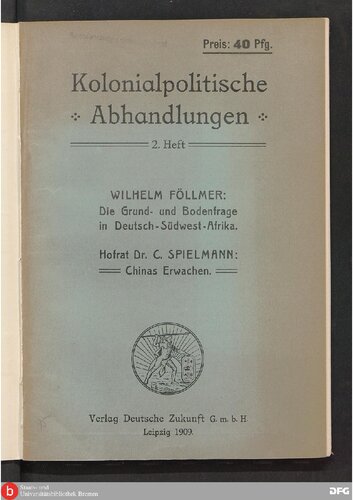 Preis: 40 Pfg.
Kolonialpolitische
Abhandlungen
2. Heft
WILHELM FÖLLMER:
Die Grund- und Bodenfrage
in Deutsch-Südwest-Afrika.
Hofrat Dr. C. SPIELMANN:
Chinas Erwachen.
Verlag Deutsche Zukunft G. m. b. H.
Leipzig 1909.
b
Staats- und
Universitätsbibliothek Bremen
DFG